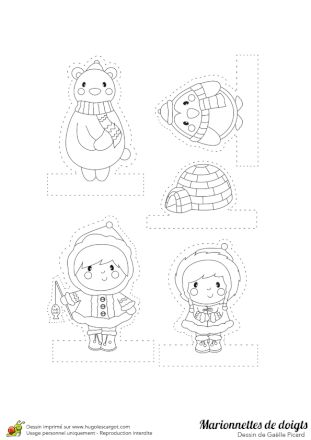 Dessin imprimé sur www.hugolescargot.com
Usage personnel uniquement - Reproduction interdite
Marionnettes de doigts
Dessin de Gaëlle Picard